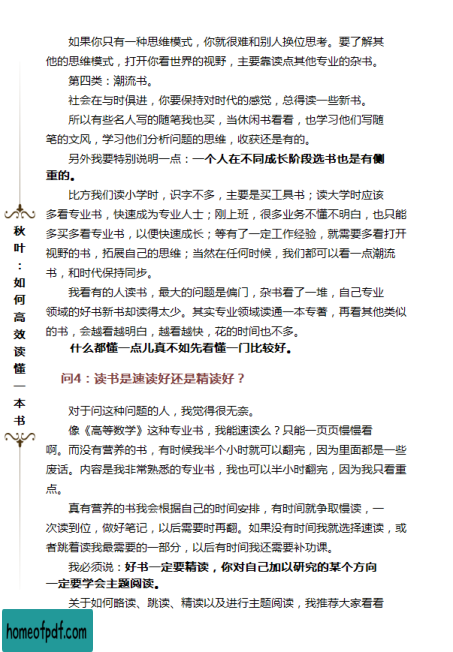 如果你只有一种思维模式，你就很难和别人换位思考。要了解其
他的思维模式，打开你看世界的视野，主要靠读点其他专业的杂书。
第四类：潮流书。
社会在与时俱进，你要保持对时代的感觉，总得读一些新书。
所以有些名人写的随笔我也买，当休闲书看看，也学习他们写随
笔的文风，学习他们分析问题的思维，收获还是有的。
另外我要特别说明一点：一个人在不同成长阶段选书也是有侧
重的。
比方我们读小学时，识字不多，主要是买工具书；读大学时应该
多看专业书，快速成为专业人士；刚上班，很多业务不懂不明白，也只能
多买多看专业书，以便快速成长；等有了一定工作经验，就需要多看打开
视野的书，拓展自己的思维；当然在任何时候，我们都可以看一点潮流
书，和时代保持同步。
我看有的人读书，最大的问题是偏门，杂书看了一堆，自己专业
领域的好书新书却读得太少。其实专业领域读通一本专著，再看其他类似
的书，会越看越明白，越看越快，花的时间也不多。
什么都懂一点儿真不如先看懂一门比较好。
问4：读书是速读好还是精读好？
对于问这种问题的人，我觉得很无奈。
像《高等数学》这种专业书，我能速读么？只能一页页慢慢看
啊。而没有营养的书，有时候我半个小时就可以翻完，因为里面都是一些
废话。内容是我非常熟悉的专业书，我也可以半小时翻完，因为我只看重
点。
真有营养的书我会根据自己的时间安排，有时间就争取慢读，一
次读到位，做好笔记，以后需要时再翻。如果没有时间我就选择速读，或
者跳着读我最需要的一部分，以后有时间我还需要补功课。
我必须说：好书一定要精读，你对自己加以研究的某个方向
一定要学会主题阅读。
关于如何略读、跳读、精读以及进行主题阅读，我推荐大家看看
秋叶：如何高效读懂一本书
homeofpdf.com